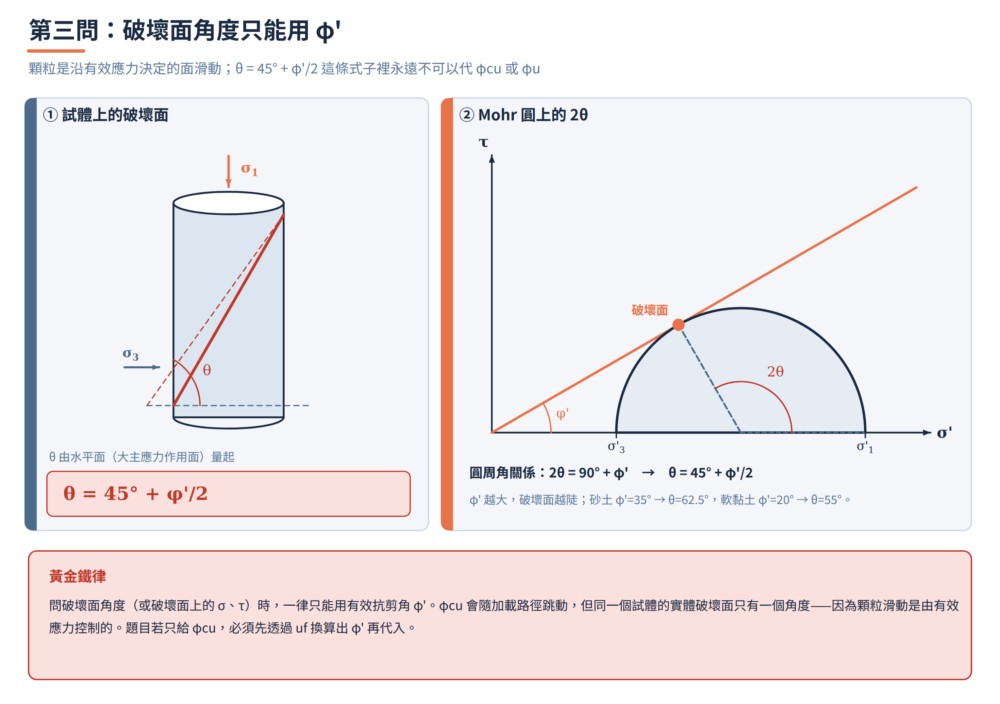 第三問：破壞面角度只能用 ϕ'
顆粒是沿有效應力決定的面滑動；θ = 45° + ϕ'/2 這條式子裡永遠不可以代 ϕcu 或 ϕu
① 試體上的破壞面
σ1
σ3
θ
θ 由水平面（大主應力作用面）量起
θ = 45° + φ'/2
② Mohr 圓上的 2θ
τ
破壞面
2θ
φ'
σ'
σ'3
σ'1
圓周角關係：2θ = 90° + ϕ' → θ = 45° + ϕ'/2
ϕ' 越大，破壞面越陡；砂土 ϕ'=35° → θ=62.5°，軟黏土 ϕ'=20° → θ=55°。
黃金鐵律
問破壞面角度（或破壞面上的 σ、τ）時，一律只能用有效抗剪角 ϕ'。ϕcu 會隨加載路徑跳動，但同一個試體的實體破壞面只有一個角度——因為顆粒滑動是由有效
應力控制的。題目若只給 ϕcu，必須先透過 uf 換算出 ϕ' 再代入。